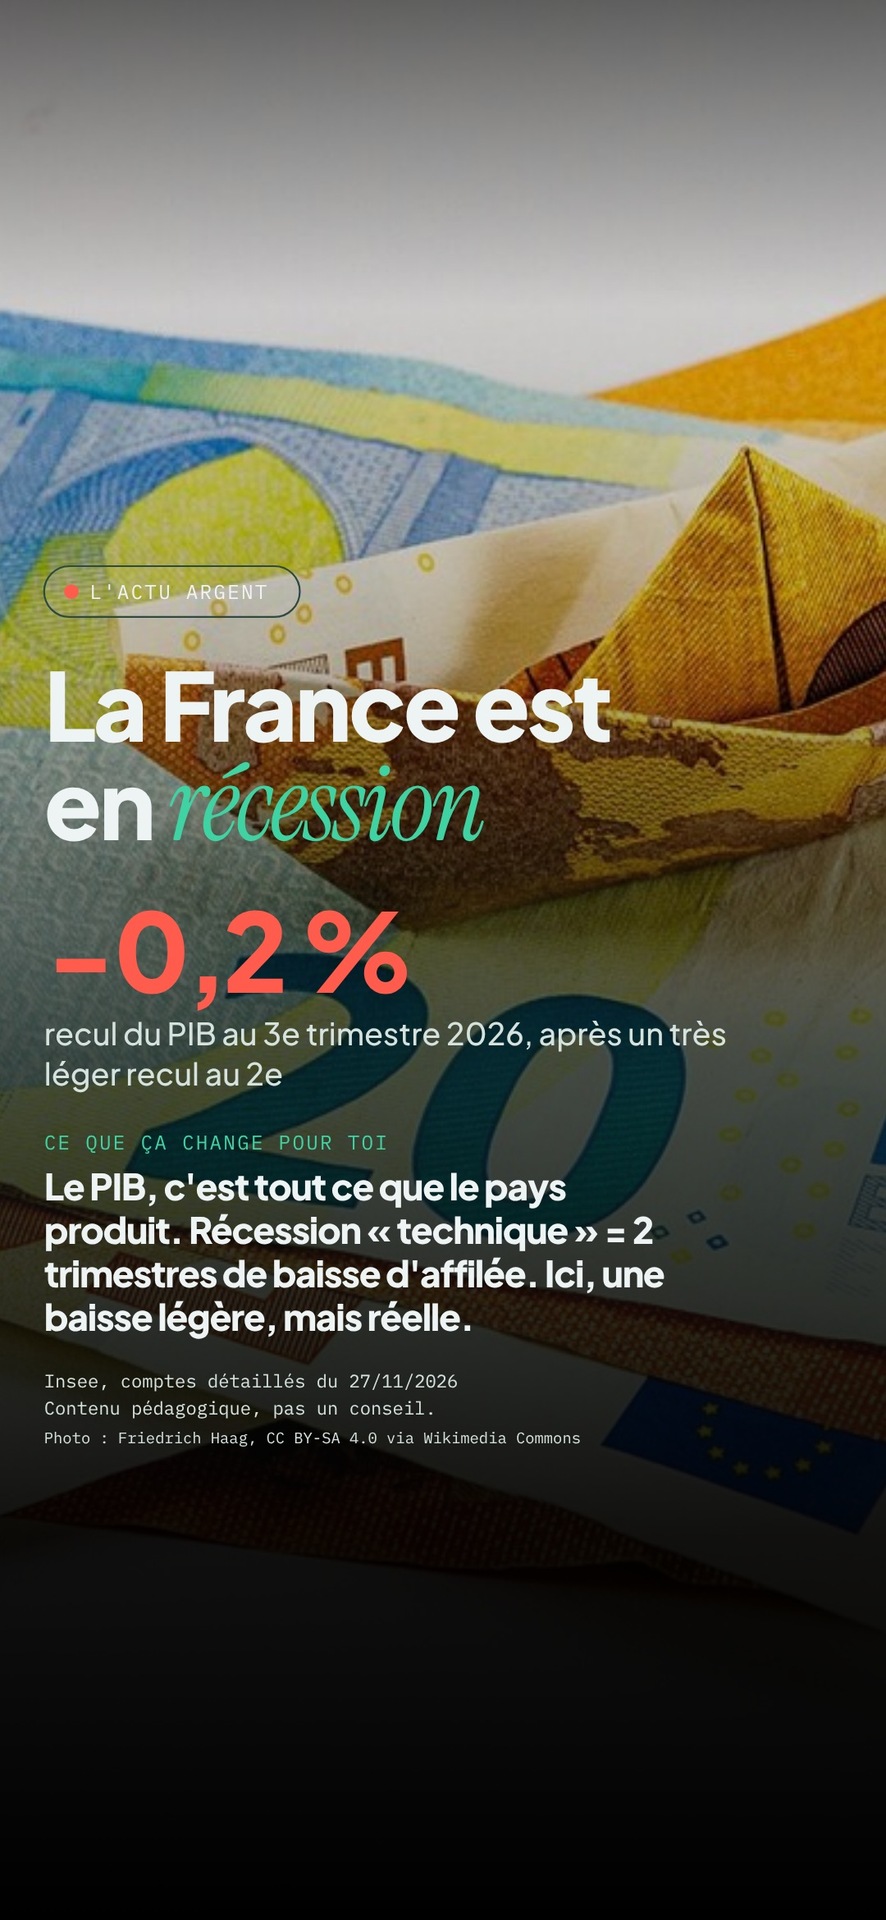 L'ACTU ARGENT
La France est
en récession
−0,2 %
recul du PIB au 3e trimestre 2026, après un très
léger recul au 2e
CE QUE ÇA CHANGE POUR TOI
Le PIB, c'est tout ce que le pays
produit. Récession « technique » = 2
trimestres de baisse d'affilée. Ici, une
baisse légère, mais réelle.
Insee, comptes détaillés du 27/11/2026
Contenu pédagogique, pas un conseil.
Photo : Friedrich Haag, CC BY-SA 4.0 via Wikimedia Commons
20